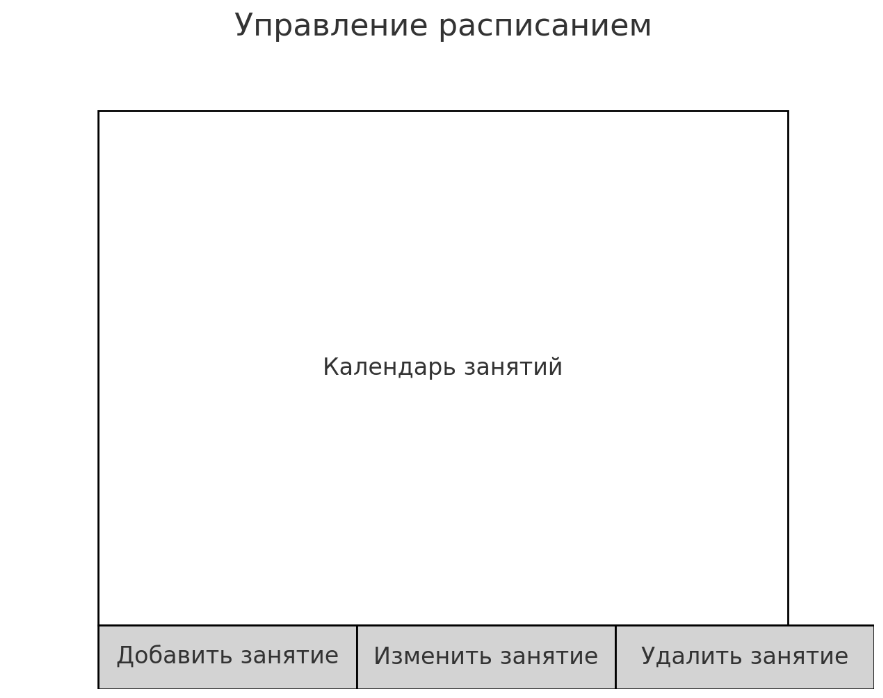 Управление расписанием
Календарь занятий
Добавить занятие
Изменить занятие
Удалить занятие